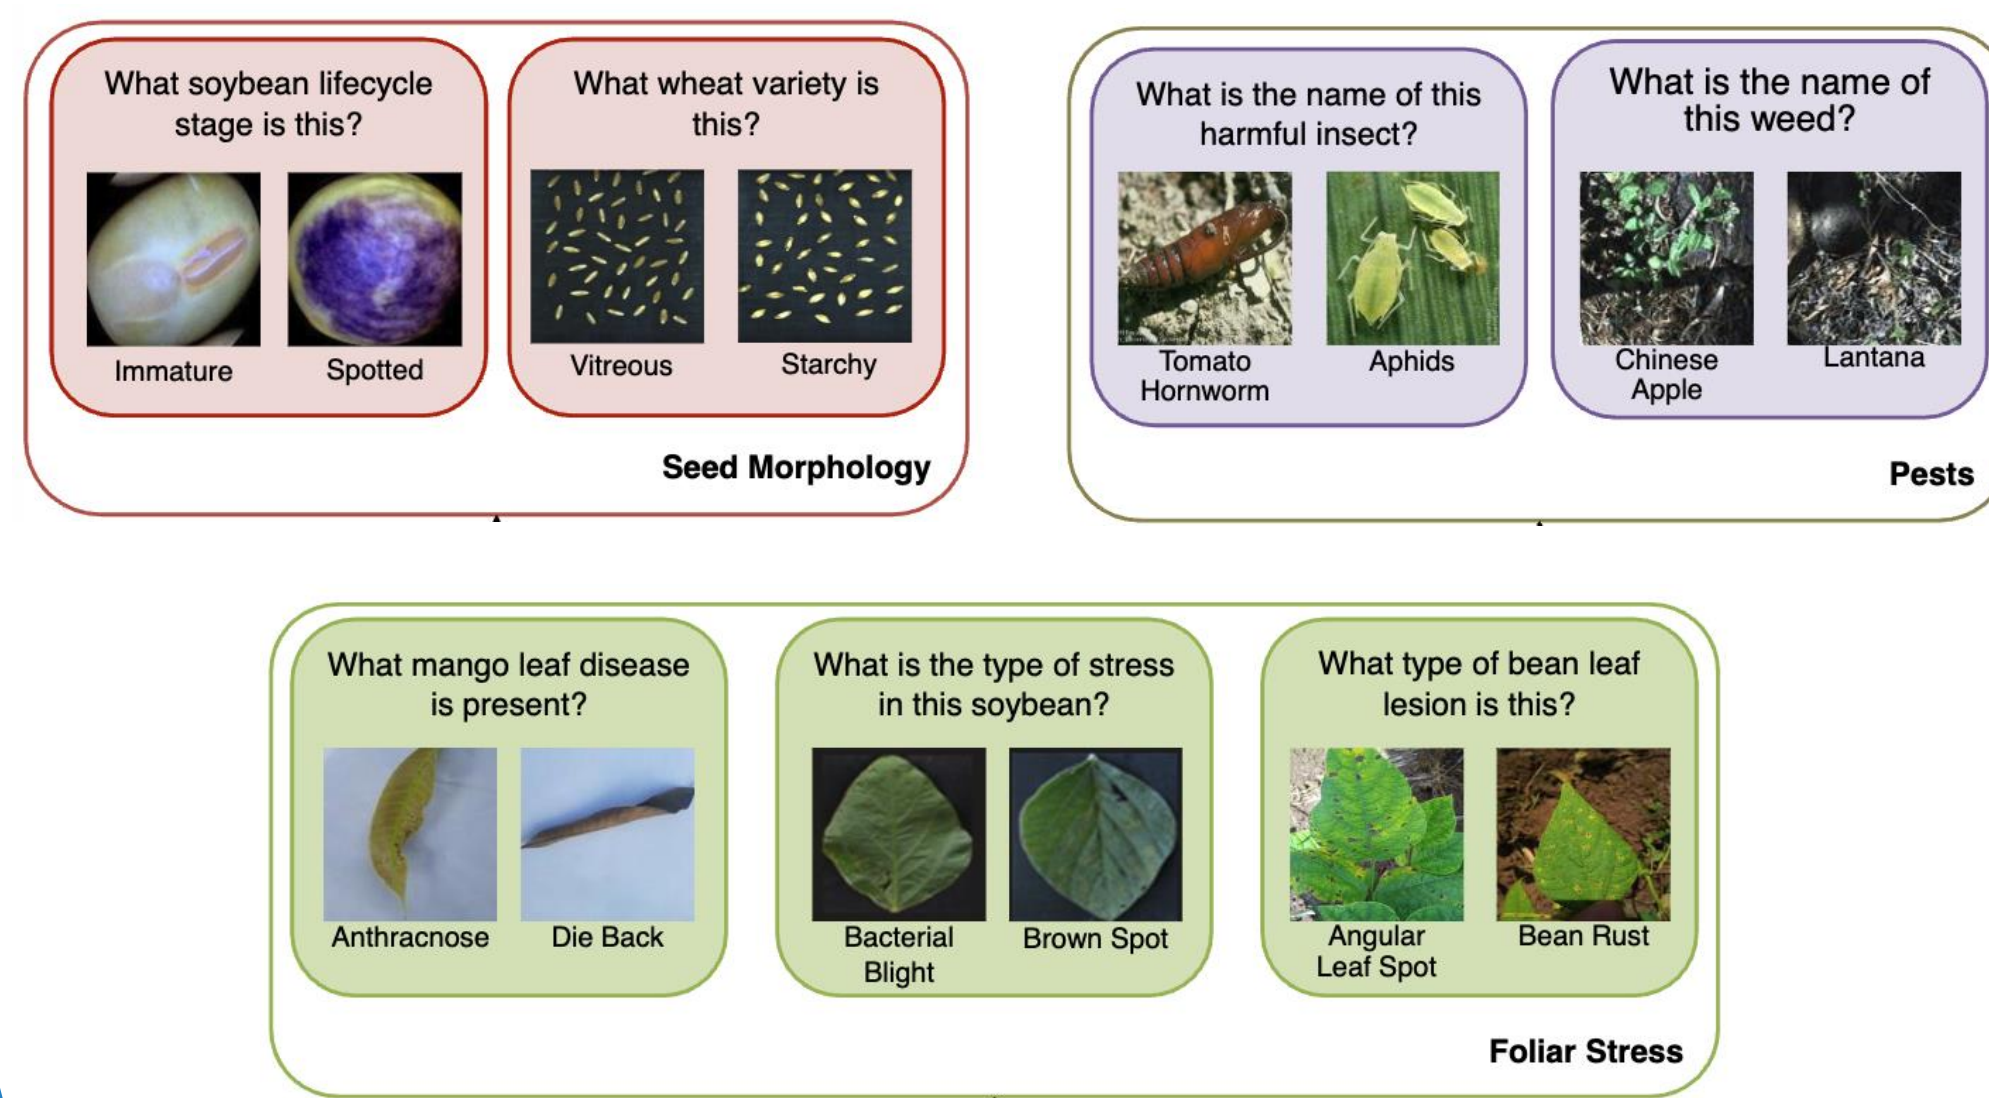 What soybean lifecycle
stage is this?
Immature
Spotted
What wheat variety is
this?
Vitreous
Starchy
Seed Morphology
What is the name of this
harmful insect?
Tomato
Hornworm
Aphids
What is the name of
this weed?
Chinese
Apple
Lantana
Pests
What mango leaf disease
is present?
Anthracnose
Die Back
What is the type of stress
in this soybean?
Bacterial
Blight
Brown Spot
What type of bean leaf
lesion is this?
Angular
Leaf Spot
Bean Rust
Foliar Stress